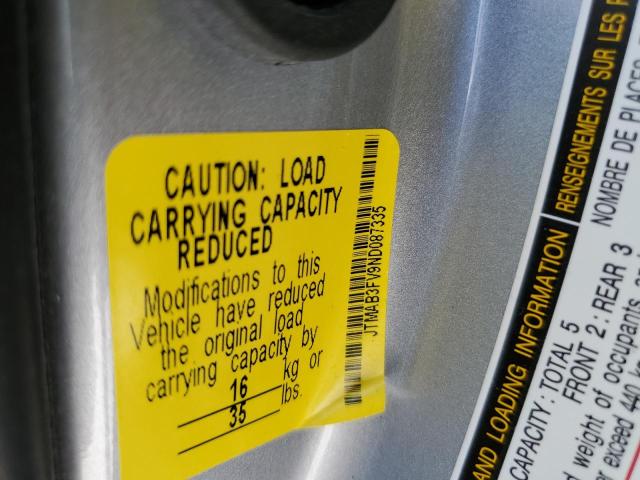 CAUTION: LOAD
CARRYING CAPACITY
REDUCED
Modifications to this
Vehicle have reduced
the original load
carrying capacity by
16 kg or
35 lbs.
JTMAB3FV9ND087335
AND LOADING INFORMATION
RENSEIGNEMENTS SUR LES
CAPACITY : TOTAL 5
FRONT 2 : REAR 3
NOMBRE DE PLACES
weight of occupants
exceed 440